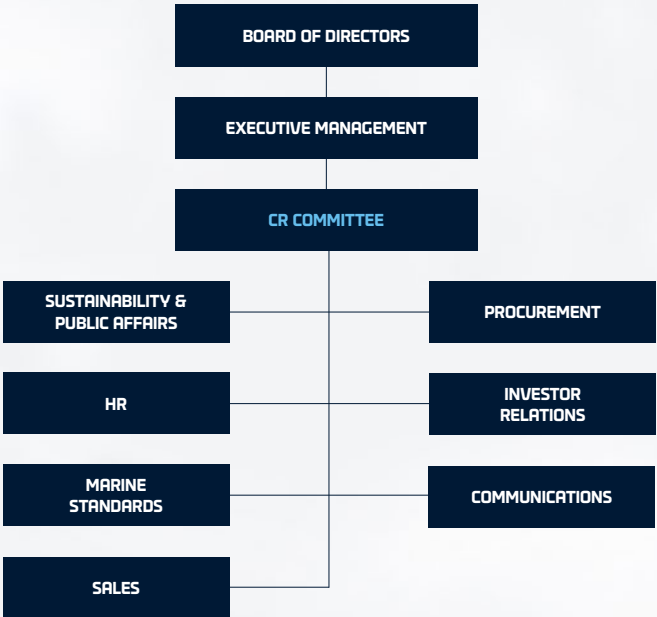 BOARD OF DIRECTORS
EXECUTIVE MANAGEMENT
CR COMMITTEE
SUSTAINABILITY &
PUBLIC AFFAIRS
PROCUREMENT
HR
INVESTOR
RELATIONS
MARINE
STANDARDS
COMMUNICATIONS
SALES